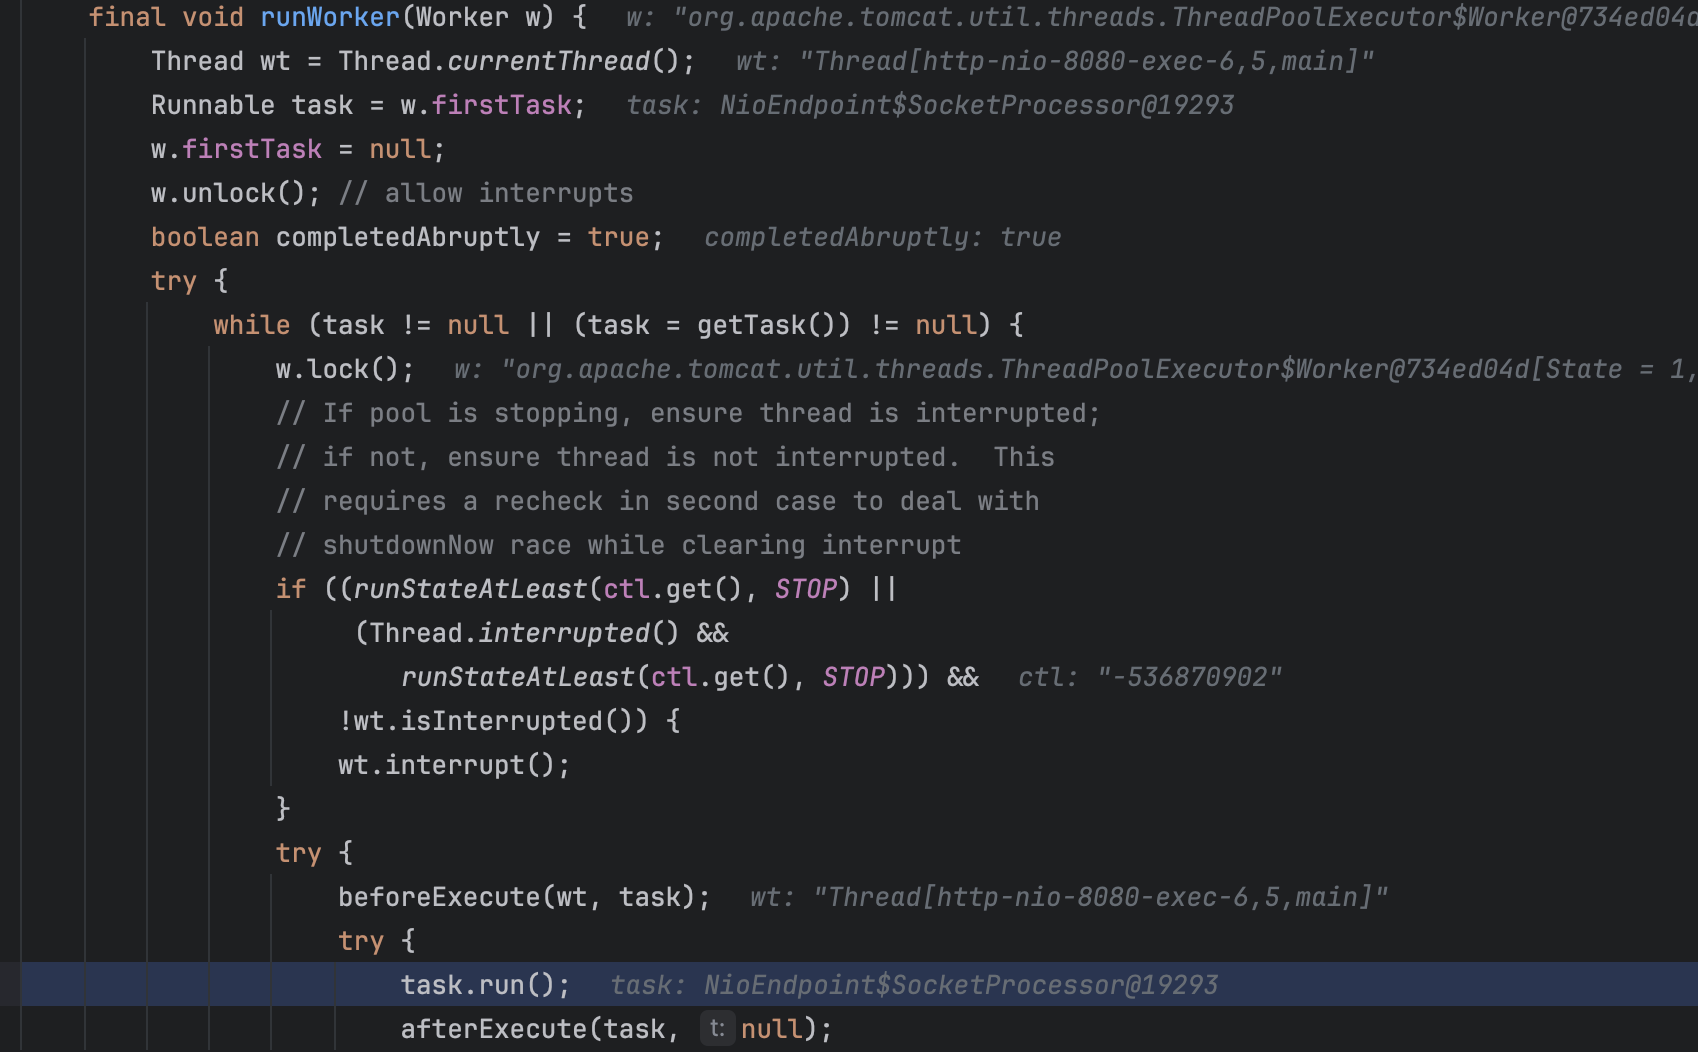 final void runWorker(Worker w) {   w: "org.apache.tomcat.util.threads.ThreadPoolExecutor$Worker@734ed04d
Thread wt = Thread.currentThread();   wt: "Thread[http-nio-8080-exec-6,5,main]"
Runnable task = w.firstTask;   task: NioEndpoint$SocketProcessor@19293
w.firstTask = null;
w.unlock(); // allow interrupts
boolean completedAbruptly = true;   completedAbruptly: true
try {
while (task != null || (task = getTask()) != null) {
w.lock();   w: "org.apache.tomcat.util.threads.ThreadPoolExecutor$Worker@734ed04d[State = 1,
// If pool is stopping, ensure thread is interrupted;
// if not, ensure thread is not interrupted.  This
// requires a recheck in second case to deal with
// shutdownNow race while clearing interrupt
if ((runStateAtLeast(ctl.get(), STOP) ||
(Thread.interrupted() &&
runStateAtLeast(ctl.get(), STOP))) &&   ctl: "-536870902"
!wt.isInterrupted()) {
wt.interrupt();
}
try {
beforeExecute(wt, task);   wt: "Thread[http-nio-8080-exec-6,5,main]"
try {
task.run();   task: NioEndpoint$SocketProcessor@19293
afterExecute(task, t: null);